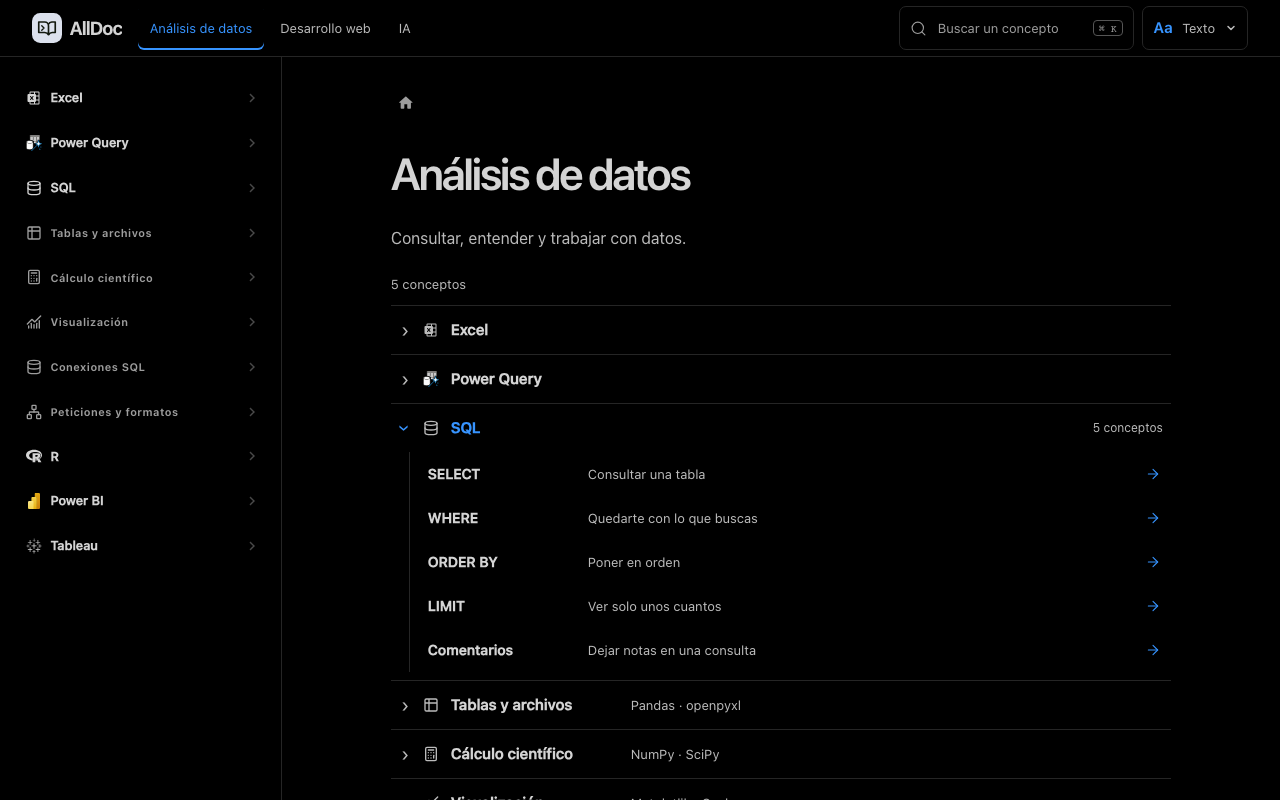 AllDoc
Análisis de datos
Desarrollo web
IA
Buscar un concepto
⌘ K
Aa Texto
Excel
Power Query
SQL
Tablas y archivos
Cálculo científico
Visualización
Conexiones SQL
Peticiones y formatos
R
Power BI
Tableau
Análisis de datos
Consultar, entender y trabajar con datos.
5 conceptos
Excel
Power Query
SQL 5 conceptos
SELECT Consultar una tabla
WHERE Quedarte con lo que buscas
ORDER BY Poner en orden
LIMIT Ver solo unos cuantos
Comentarios Dejar notas en una consulta
Tablas y archivos Pandas · openpyxl
Cálculo científico NumPy · SciPy
Visualización